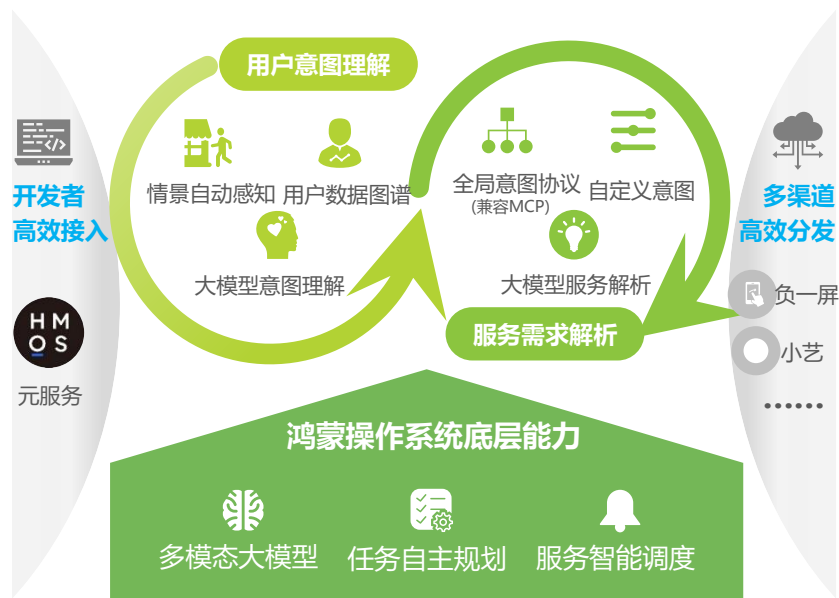 用户意图理解
情景自动感知
用户数据图谱
大模型意图理解
全局意图协议
(兼容MCP)
自定义意图
大模型服务解析
服务需求解析
开发者
高效接入
HM
OS
元服务
多渠道
高效分发
负一屏
小艺
……
鸿蒙操作系统底层能力
多模态大模型
任务自主规划
服务智能调度